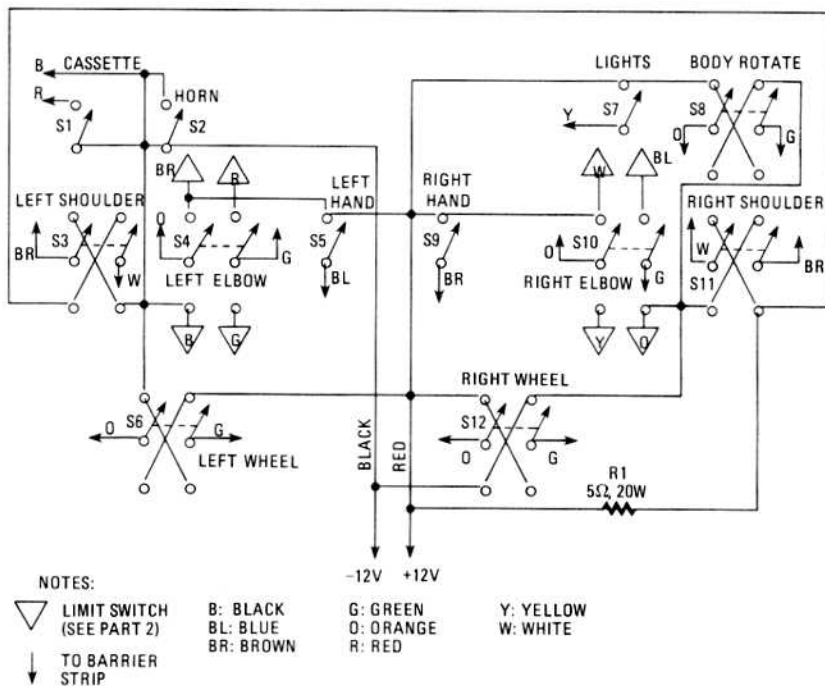 B CASSETTE
R
S1
HORN
S2
LIGHTS
S7
Y
BODY ROTATE
S8
O
G
LEFT SHOULDER
S3
BR
W
BR
R
O
S4
G
LEFT ELBOW
B
G
LEFT HAND
S5
BL
RIGHT HAND
S9
BR
W
BL
O
S10
G
RIGHT ELBOW
Y
O
RIGHT SHOULDER
W
S11
BR
O
S6
G
LEFT WHEEL
BLACK
RED
RIGHT WHEEL
S12
O
G
R1
5Ω, 20W
−12V +12V
NOTES:
LIMIT SWITCH
(SEE PART 2)
TO BARRIER
STRIP
B: BLACK
BL: BLUE
BR: BROWN
G: GREEN
O: ORANGE
R: RED
Y: YELLOW
W: WHITE